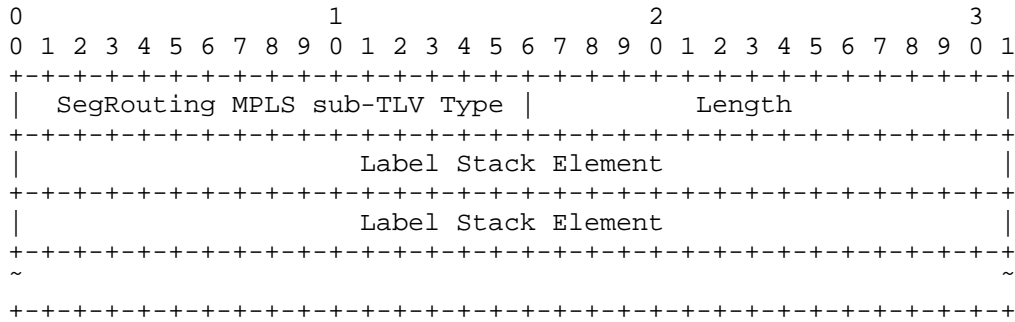 0                   1                   2                   3
0 1 2 3 4 5 6 7 8 9 0 1 2 3 4 5 6 7 8 9 0 1 2 3 4 5 6 7 8 9 0 1
+-+-+-+-+-+-+-+-+-+-+-+-+-+-+-+-+-+-+-+-+-+-+-+-+-+-+-+-+-+-+-+
|  SegRouting MPLS sub-TLV Type |          Length             |
+-+-+-+-+-+-+-+-+-+-+-+-+-+-+-+-+-+-+-+-+-+-+-+-+-+-+-+-+-+-+-+
|                     Label Stack Element                     |
+-+-+-+-+-+-+-+-+-+-+-+-+-+-+-+-+-+-+-+-+-+-+-+-+-+-+-+-+-+-+-+
|                     Label Stack Element                     |
+-+-+-+-+-+-+-+-+-+-+-+-+-+-+-+-+-+-+-+-+-+-+-+-+-+-+-+-+-+-+-+
~                                                             ~
+-+-+-+-+-+-+-+-+-+-+-+-+-+-+-+-+-+-+-+-+-+-+-+-+-+-+-+-+-+-+-+